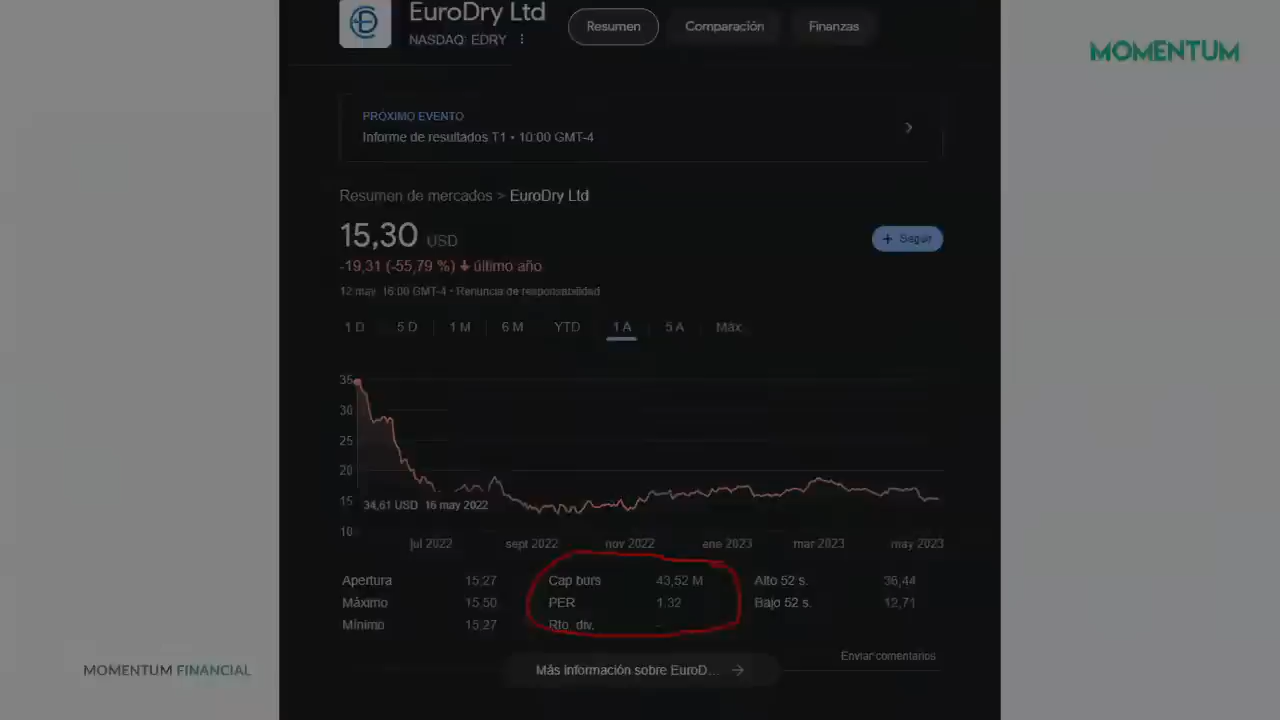 EuroDry Ltd
NASDAQ: EDRY
Resumen
Comparación
Finanzas
MOMENTUM
PRÓXIMO EVENTO
Informe de resultados T1 • 10:00 GMT-4
Resumen de mercados > EuroDry Ltd
15,30 USD
+ Seguir
-19,31 (-55,79 %) ↓ último año
12 may, 16:00 GMT-4 • Renuncia de responsabilidad
1 D 5 D 1 M 6 M YTD 1 A 5 A Máx.
35
30
25
20
15
10
34,61 USD 16 may 2022
jul 2022 sept 2022 nov 2022 ene 2023 mar 2023 may 2023
Apertura 15,27 Cap burs 43,52 M Alto 52 s. 36,44
Máximo 15,50 PER 1,32 Bajo 52 s. 12,71
Mínimo 15,27 Rto. div. -
Enviar comentarios
Más información sobre EuroD... →
MOMENTUM FINANCIAL